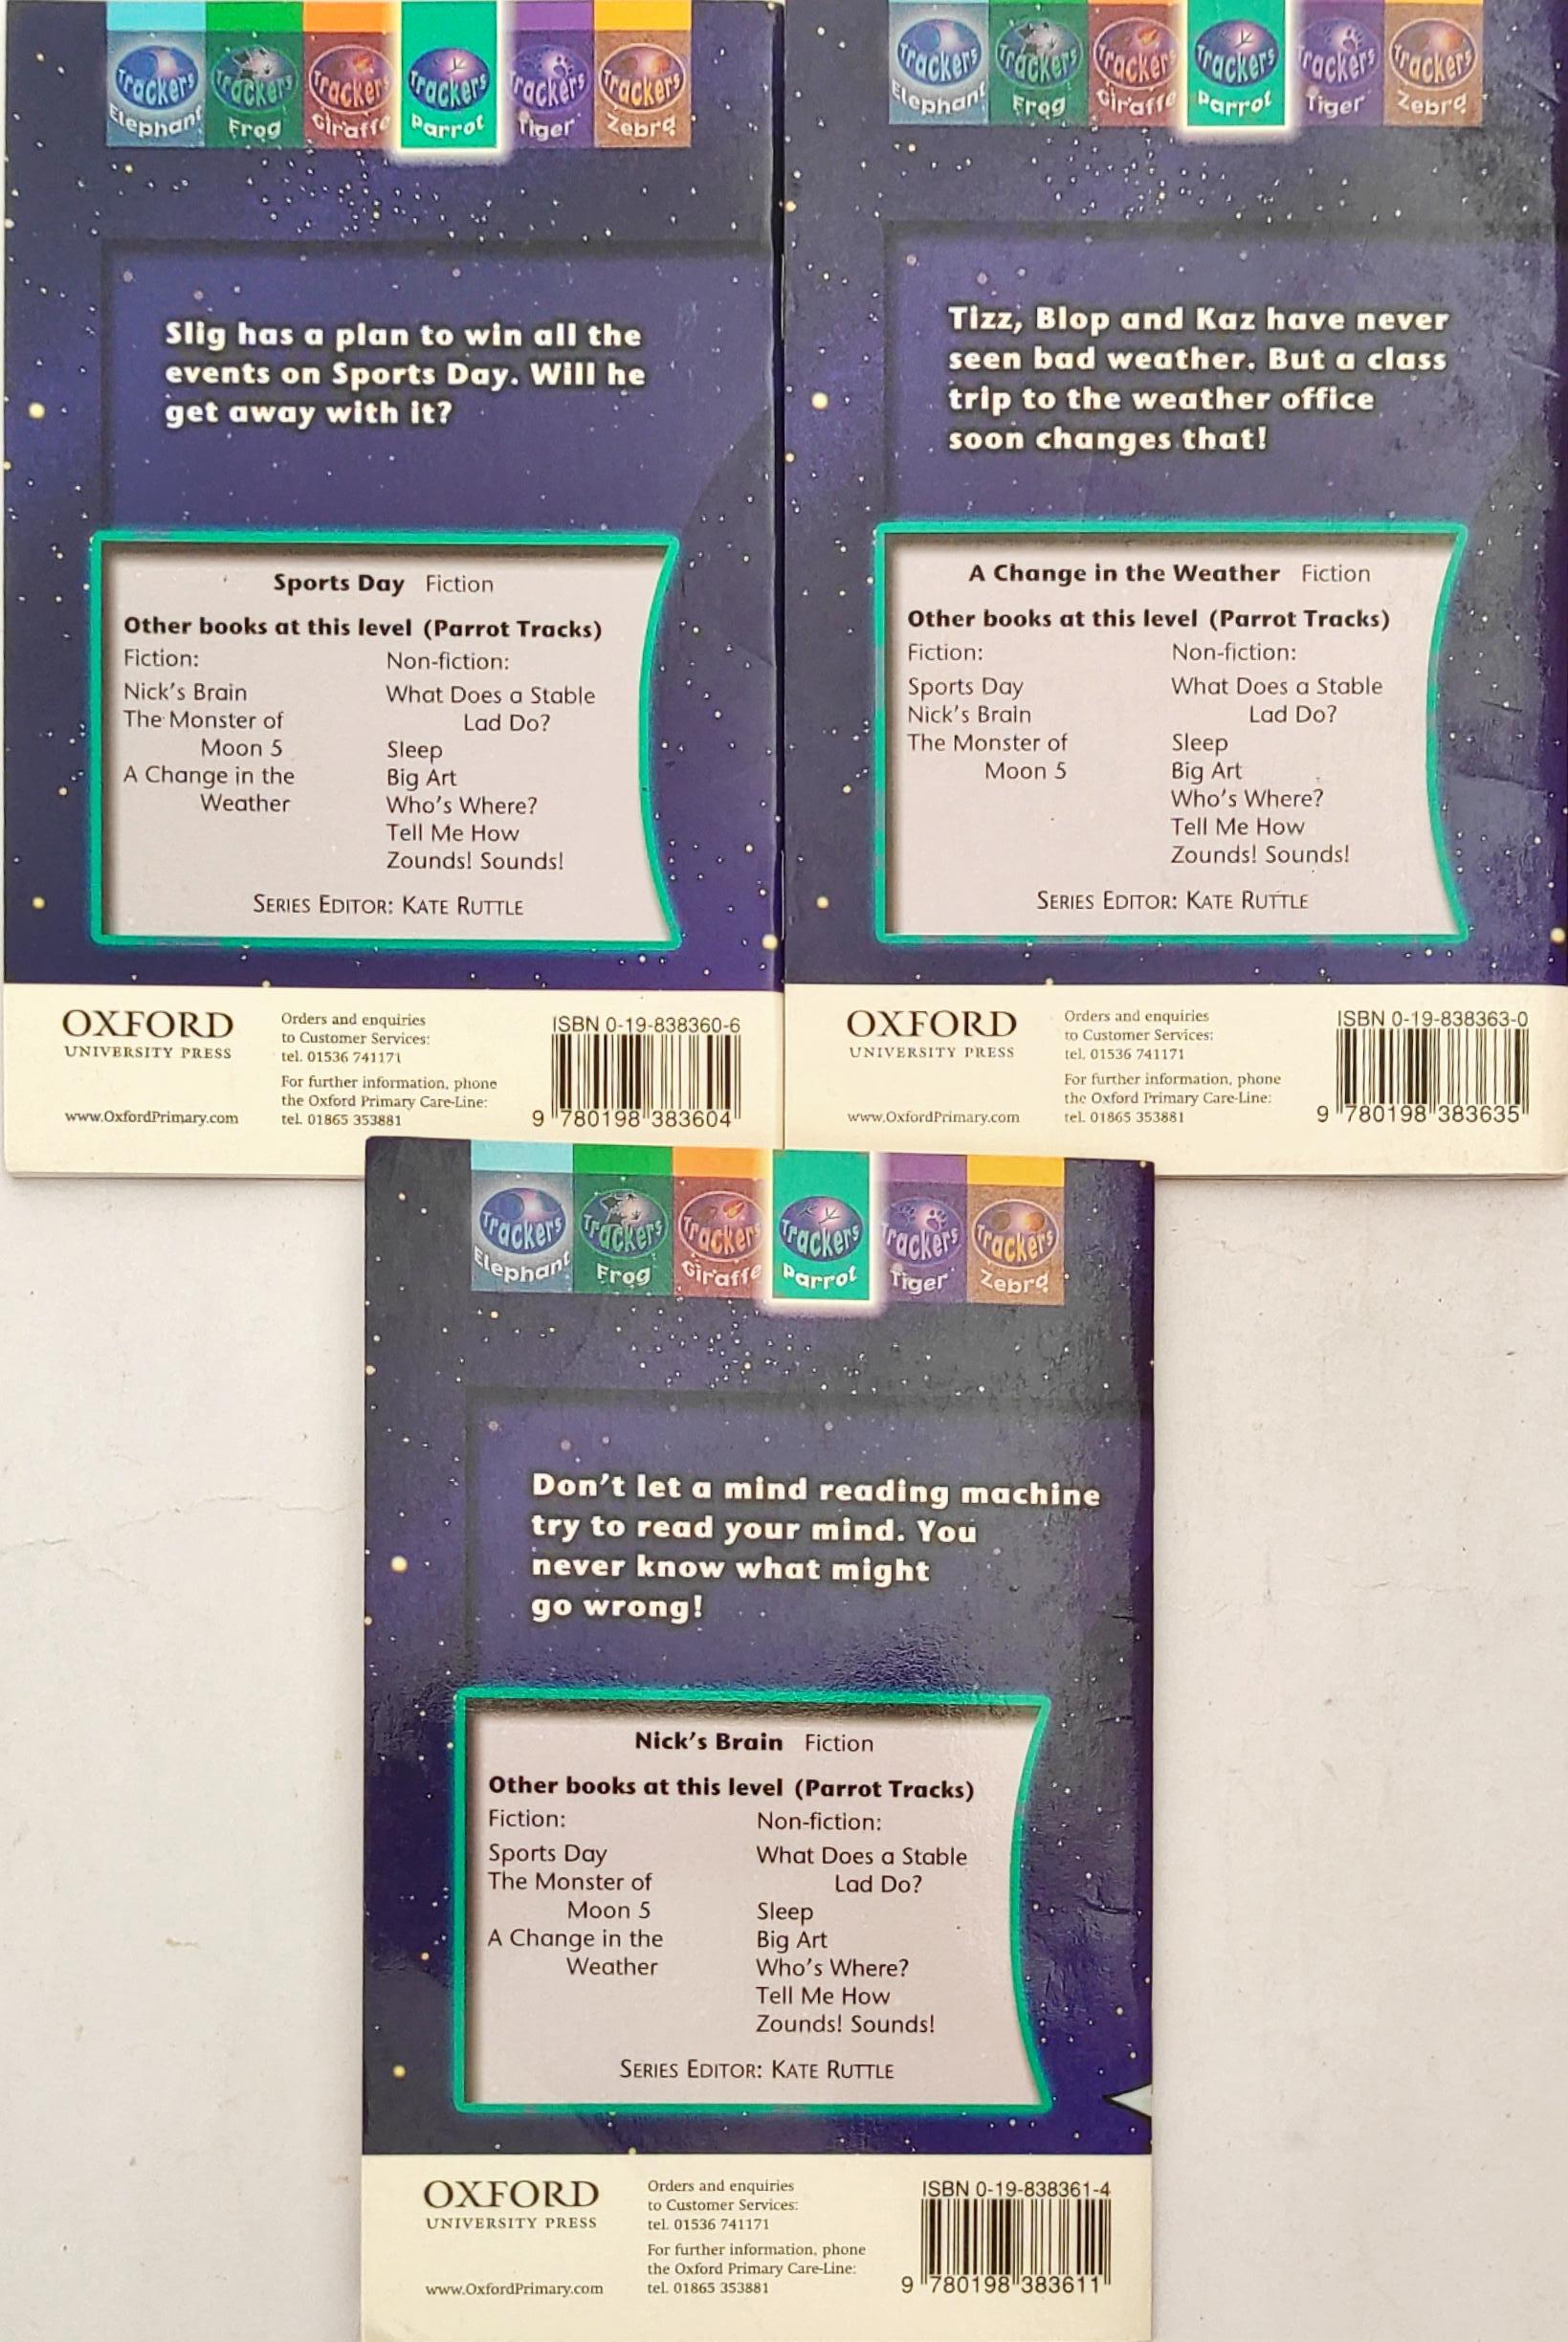 Trackers Trackers Trackers Trackers Trackers Trackers
Elephant Frog Giraffe Parrot Tiger Zebra
Slig has a plan to win all the
events on Sports Day. Will he
get away with it?
Sports Day Fiction
Other books at this level (Parrot Tracks)
Fiction:
Nick's Brain
The Monster of
Moon 5
A Change in the
Weather
Non-fiction:
What Does a Stable
Lad Do?
Sleep
Big Art
Who's Where?
Tell Me How
Zounds! Sounds!
SERIES EDITOR: KATE RUTTLE
OXFORD
UNIVERSITY PRESS
www.OxfordPrimary.com
Orders and enquiries
to Customer Services:
tel. 01536 741171
For further information, phone
the Oxford Primary Care-Line:
tel. 01865 353881
ISBN 0-19-838360-6
9 780198 383604
Trackers Trackers Trackers Trackers Trackers Trackers
Elephant Frog Giraffe Parrot Tiger Zebra
Tizz, Blop and Kaz have never
seen bad weather. But a class
trip to the weather office
soon changes that!
A Change in the Weather Fiction
Other books at this level (Parrot Tracks)
Fiction:
Sports Day
Nick's Brain
The Monster of
Moon 5
Non-fiction:
What Does a Stable
Lad Do?
Sleep
Big Art
Who's Where?
Tell Me How
Zounds! Sounds!
SERIES EDITOR: KATE RUTTLE
OXFORD
UNIVERSITY PRESS
www.OxfordPrimary.com
Orders and enquiries
to Customer Services:
tel. 01536 741171
For further information, phone
the Oxford Primary Care-Line:
tel. 01865 353881
ISBN 0-19-838363-0
9 780198 383635
Trackers Trackers Trackers Trackers Trackers Trackers
Elephant Frog Giraffe Parrot Tiger Zebra
Don't let a mind reading machine
try to read your mind. You
never know what might
go wrong!
Nick's Brain Fiction
Other books at this level (Parrot Tracks)
Fiction:
Sports Day
The Monster of
Moon 5
A Change in the
Weather
Non-fiction:
What Does a Stable
Lad Do?
Sleep
Big Art
Who's Where?
Tell Me How
Zounds! Sounds!
SERIES EDITOR: KATE RUTTLE
OXFORD
UNIVERSITY PRESS
www.OxfordPrimary.com
Orders and enquiries
to Customer Services:
tel. 01536 741171
For further information, phone
the Oxford Primary Care-Line:
tel. 01865 353881
ISBN 0-19-838361-4
9 780198 383611